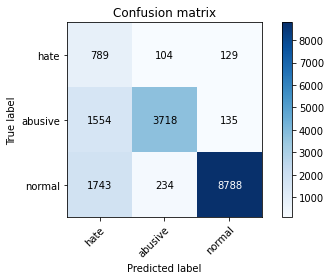 Confusion matrix
hate 789 104 129
abusive 1554 3718 135
normal 1743 234 8788
hate abusive normal
True label
Predicted label
9000
8000
7000
6000
5000
4000
3000
2000
1000